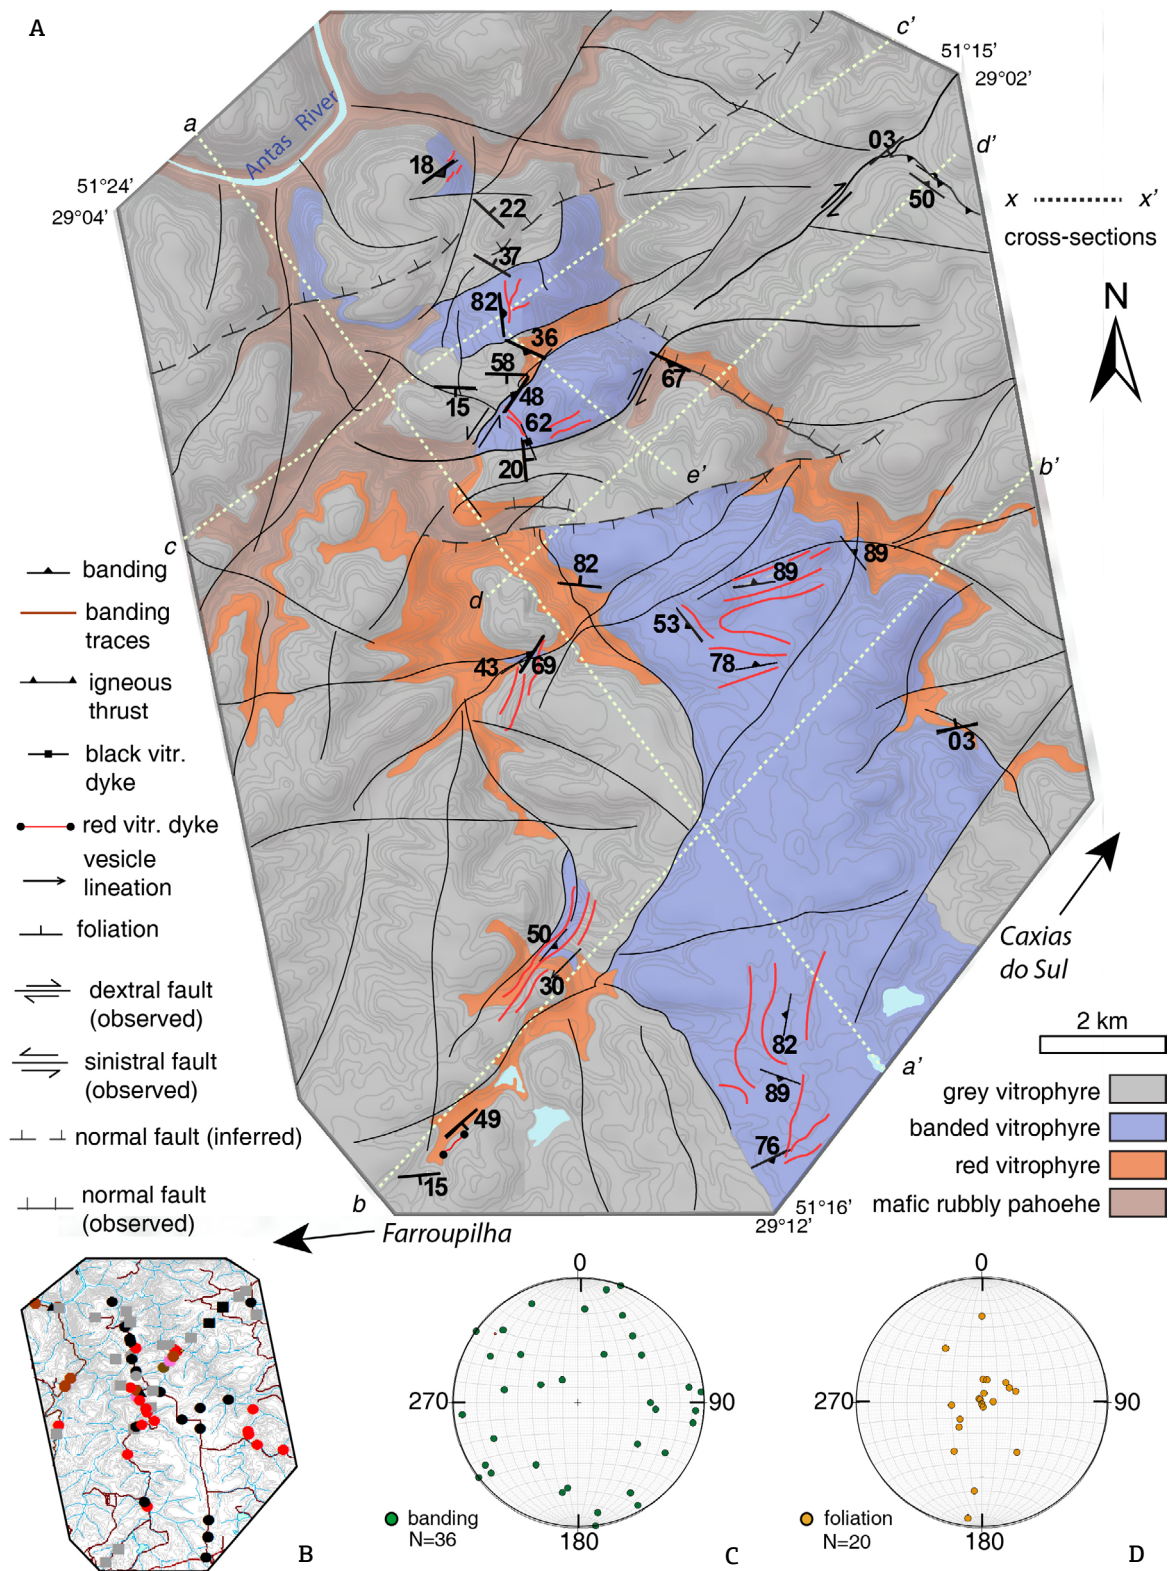 A
c'
51°15'
29°02'
a
Antas River
03
d'
18
51°24'
29°04'
50
x x'
22
cross-sections
37
N
82
36
58
67
48
15
62
20
e'
b'
c
89
82
banding
89
d
banding
traces
53
78
43
69
igneous
thrust
03
black vitr.
dyke
red vitr. dyke
vesicle
lineation
foliation
50
Caxias
do Sul
30
dextral fault
(observed)
2 km
82
sinistral fault
(observed)
a'
89
grey vitrophyre
49
banded vitrophyre
normal fault (inferred)
76
red vitrophyre
15
normal fault
(observed)
b
mafic rubbly pahoehe
51°16'
29°12'
Farroupilha
0
0
270
90
270
90
banding
N=36
180
foliation
N=20
180
B
C
D